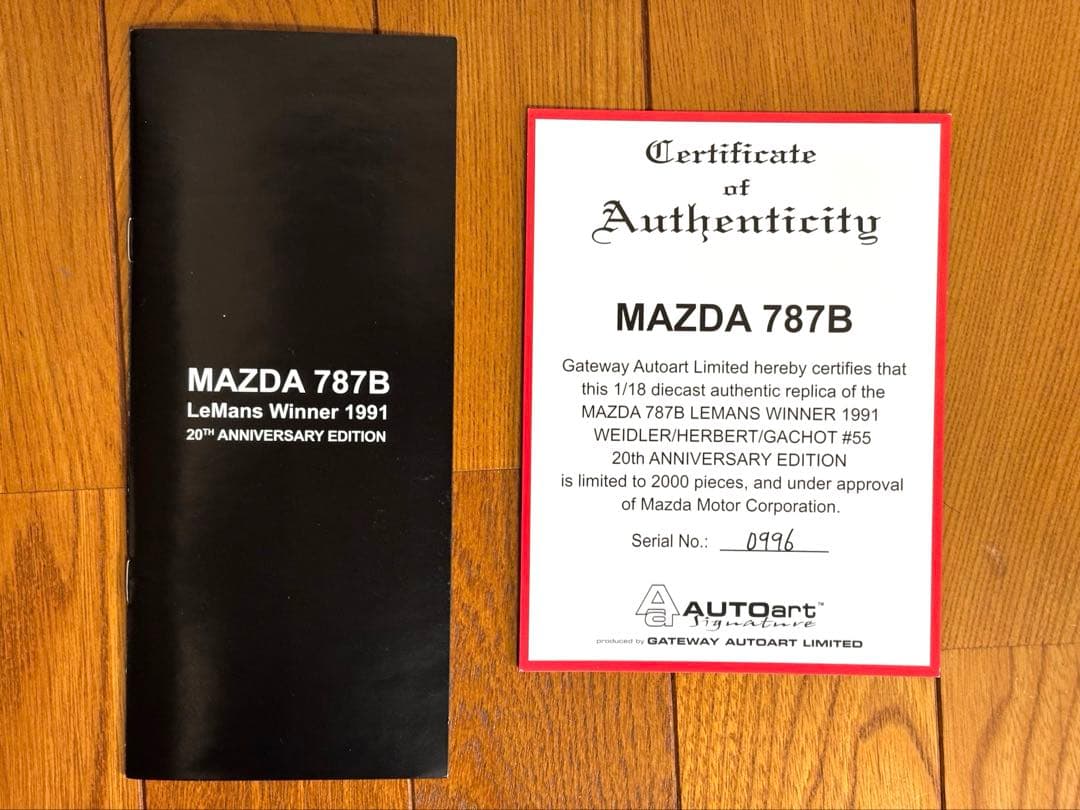 MAZDA 787B
LeMans Winner 1991
20TH ANNIVERSARY EDITION
Certificate
of
Authenticity
MAZDA 787B
Gateway Autoart Limited hereby certifies that
this 1/18 diecast authentic replica of the
MAZDA 787B LEMANS WINNER 1991
WEIDLER/HERBERT/GACHOT #55
20th ANNIVERSARY EDITION
is limited to 2000 pieces, and under approval
of Mazda Motor Corporation.
Serial No.: 0996
Aa AUTOart™
Signature
produced by GATEWAY AUTOART LIMITED